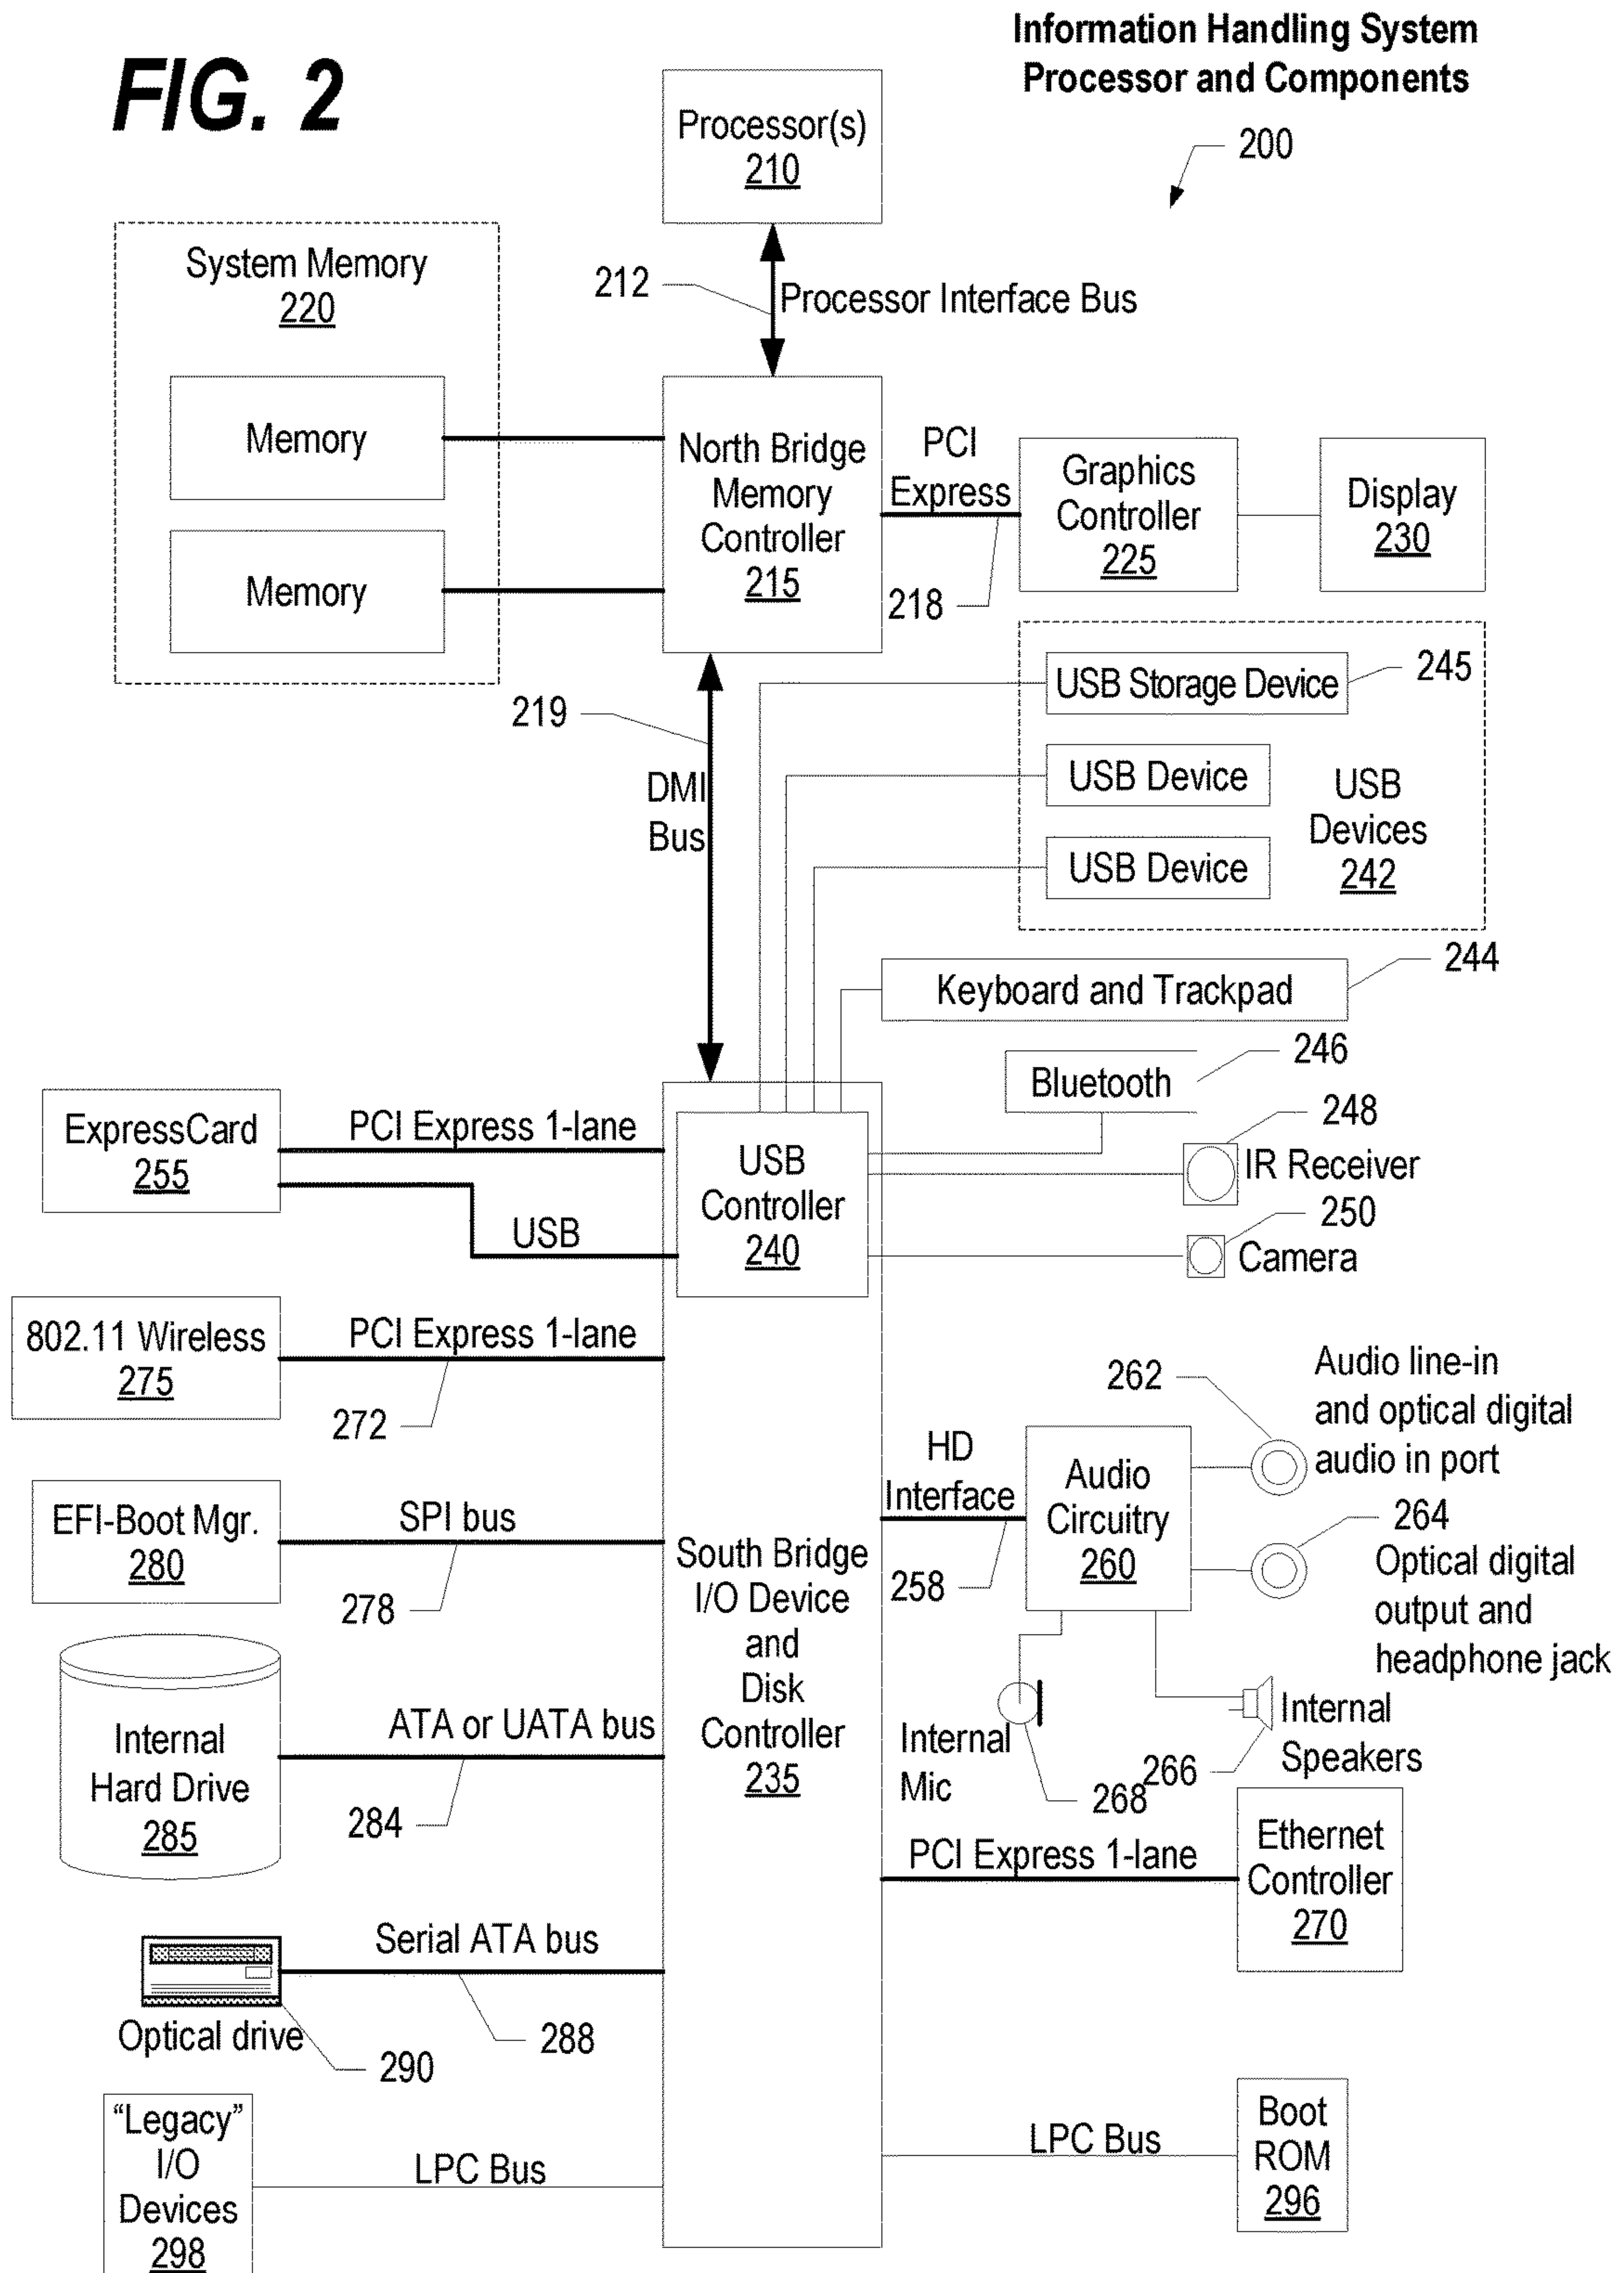 FIG. 2
Information Handling System
Processor and Components
200
Processor(s)
210
212
Processor Interface Bus
System Memory
220
Memory
Memory
North Bridge
Memory
Controller
215
PCI
Express
218
Graphics
Controller
225
Display
230
219
DMI
Bus
USB Storage Device
245
USB Device
USB Device
USB
Devices
242
Keyboard and Trackpad
244
Bluetooth
246
248
IR Receiver
250
Camera
ExpressCard
255
PCI Express 1-lane
USB
USB
Controller
240
802.11 Wireless
275
PCI Express 1-lane
272
EFI-Boot Mgr.
280
SPI bus
278
Internal
Hard Drive
285
ATA or UATA bus
284
South Bridge
I/O Device
and
Disk
Controller
235
HD
Interface
258
Audio
Circuitry
260
262
Audio line-in
and optical digital
audio in port
264
Optical digital
output and
headphone jack
Internal
Mic
268
266
Internal
Speakers
PCI Express 1-lane
Ethernet
Controller
270
Serial ATA bus
288
Optical drive
290
"Legacy"
I/O
Devices
298
LPC Bus
LPC Bus
Boot
ROM
296